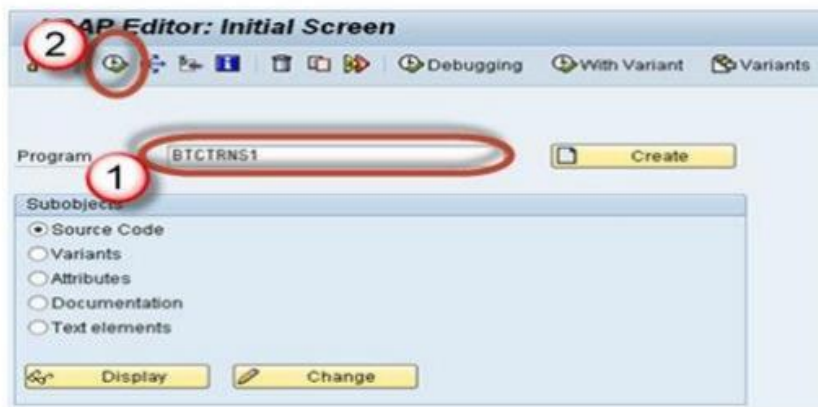 ABAP Editor: Initial Screen
2
Debugging With Variant Variants
Program BTCTRNS1 Create
1
Subobjects
Source Code
Variants
Attributes
Documentation
Text elements
Display Change